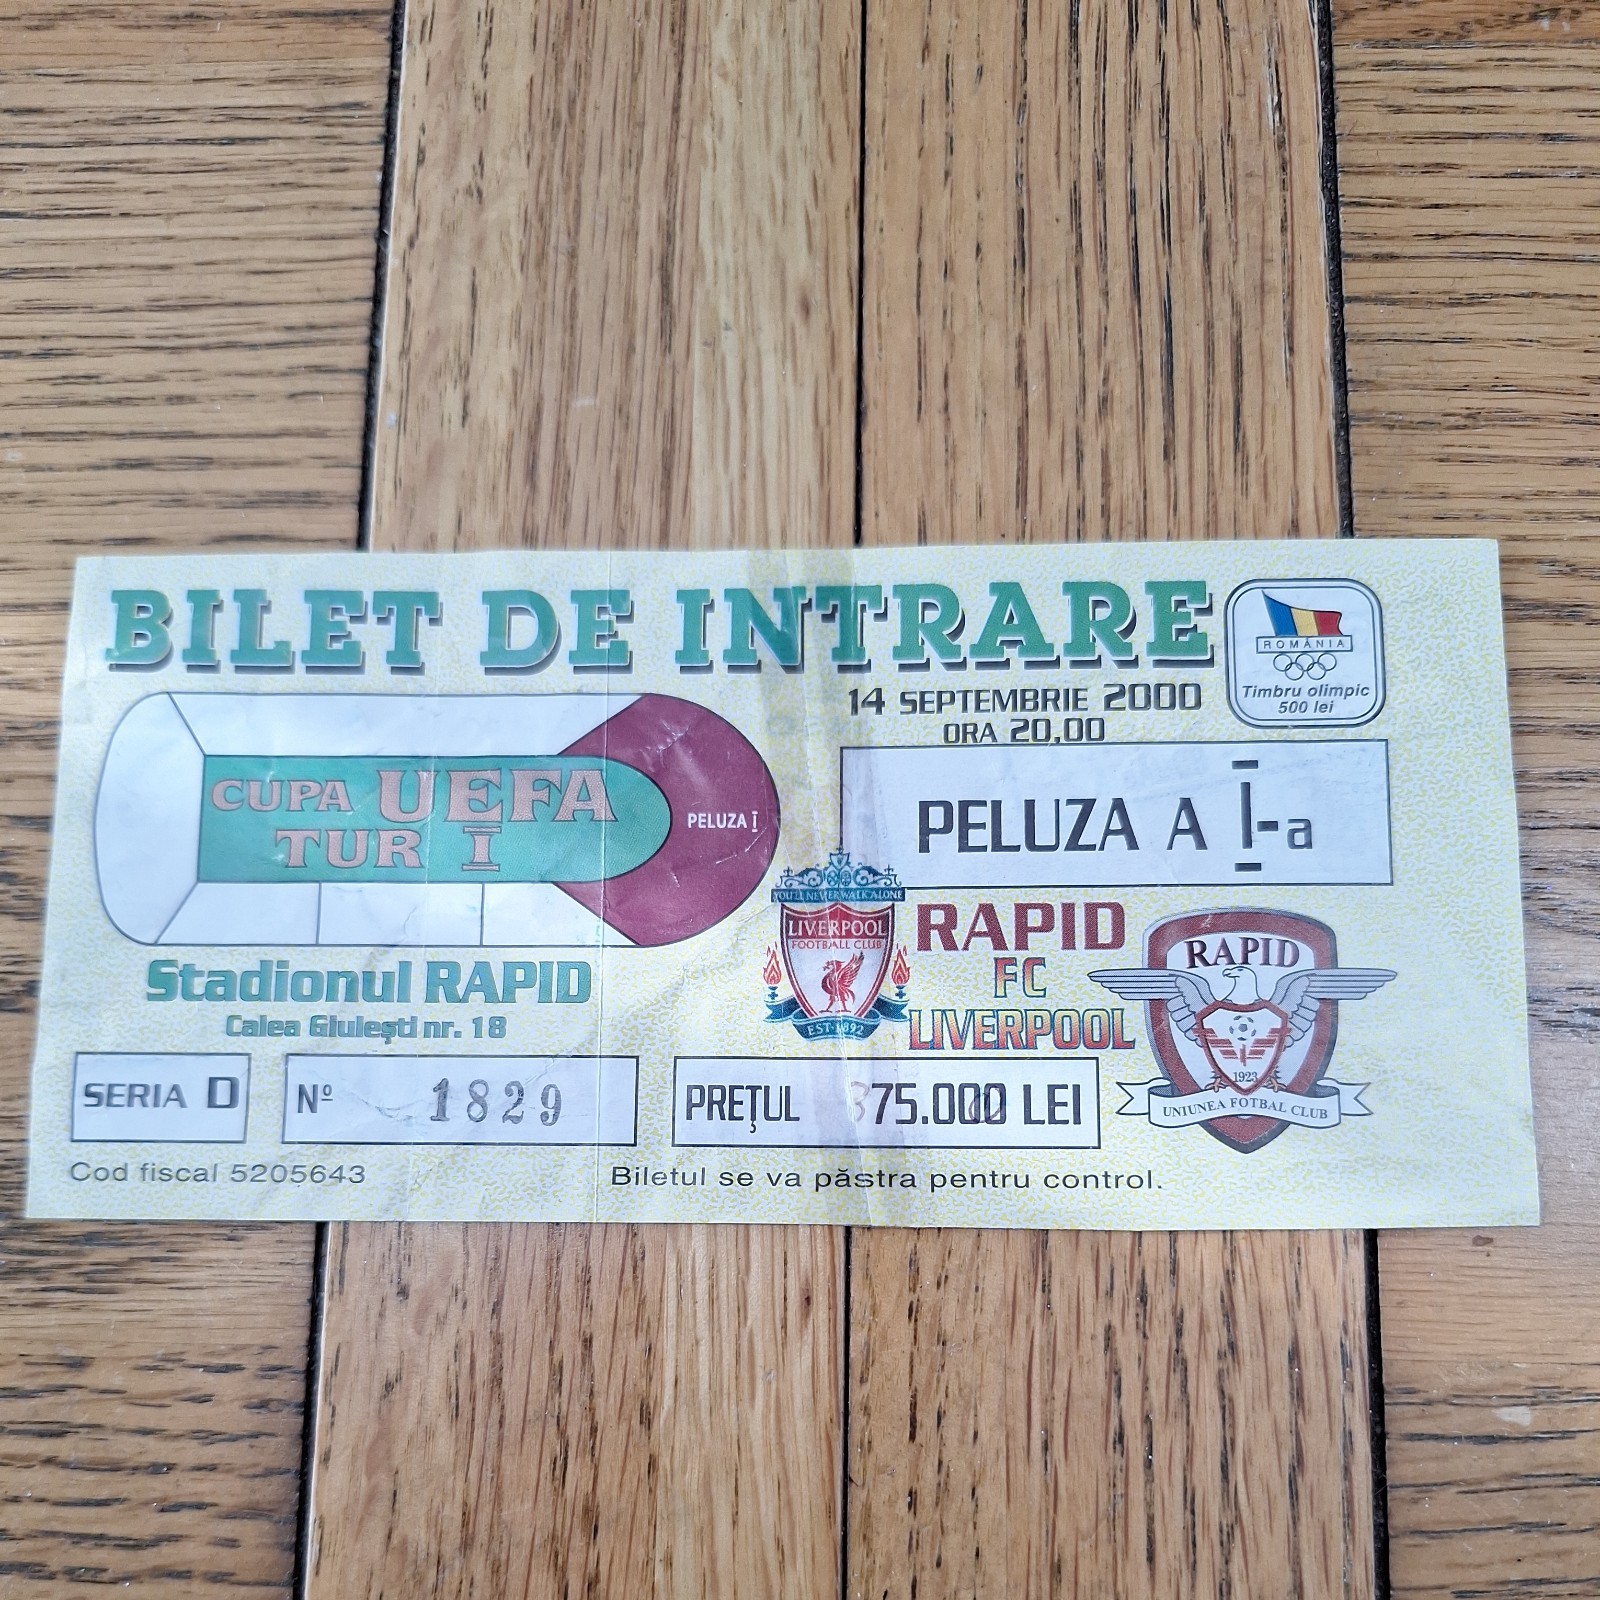 BILET DE INTRARE
ROMÂNIA
Timbru olimpic
500 lei
14 SEPTEMBRIE 2000
ORA 20,00
CUPA UEFA
TUR I
PELUZA I
PELUZA A I-a
YOU'LL NEVER WALK ALONE
LIVERPOOL
FOOTBALL CLUB
EST·1892
RAPID
FC
LIVERPOOL
RAPID
1923
UNIUNEA FOTBAL CLUB
Stadionul RAPID
Calea Giuleşti nr. 18
SERIA D
Nº 1829
PREŢUL 375.000 LEI
Cod fiscal 5205643
Biletul se va păstra pentru control.